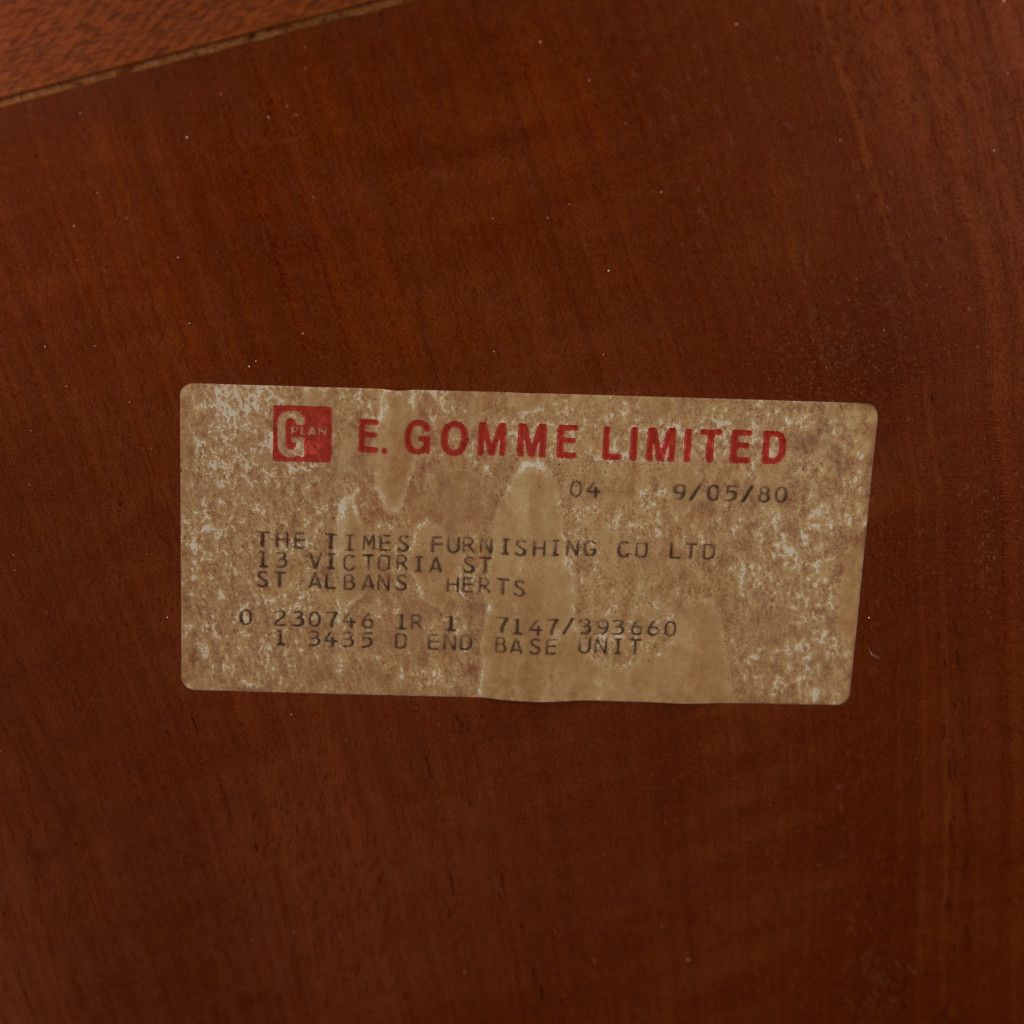 G PLAN E. GOMME LIMITED
04 9/05/80
THE TIMES FURNISHING CO LTD
13 VICTORIA ST
ST ALBANS HERTS
0 230746 1R 1 7147/393660
1 3435 D END BASE UNIT